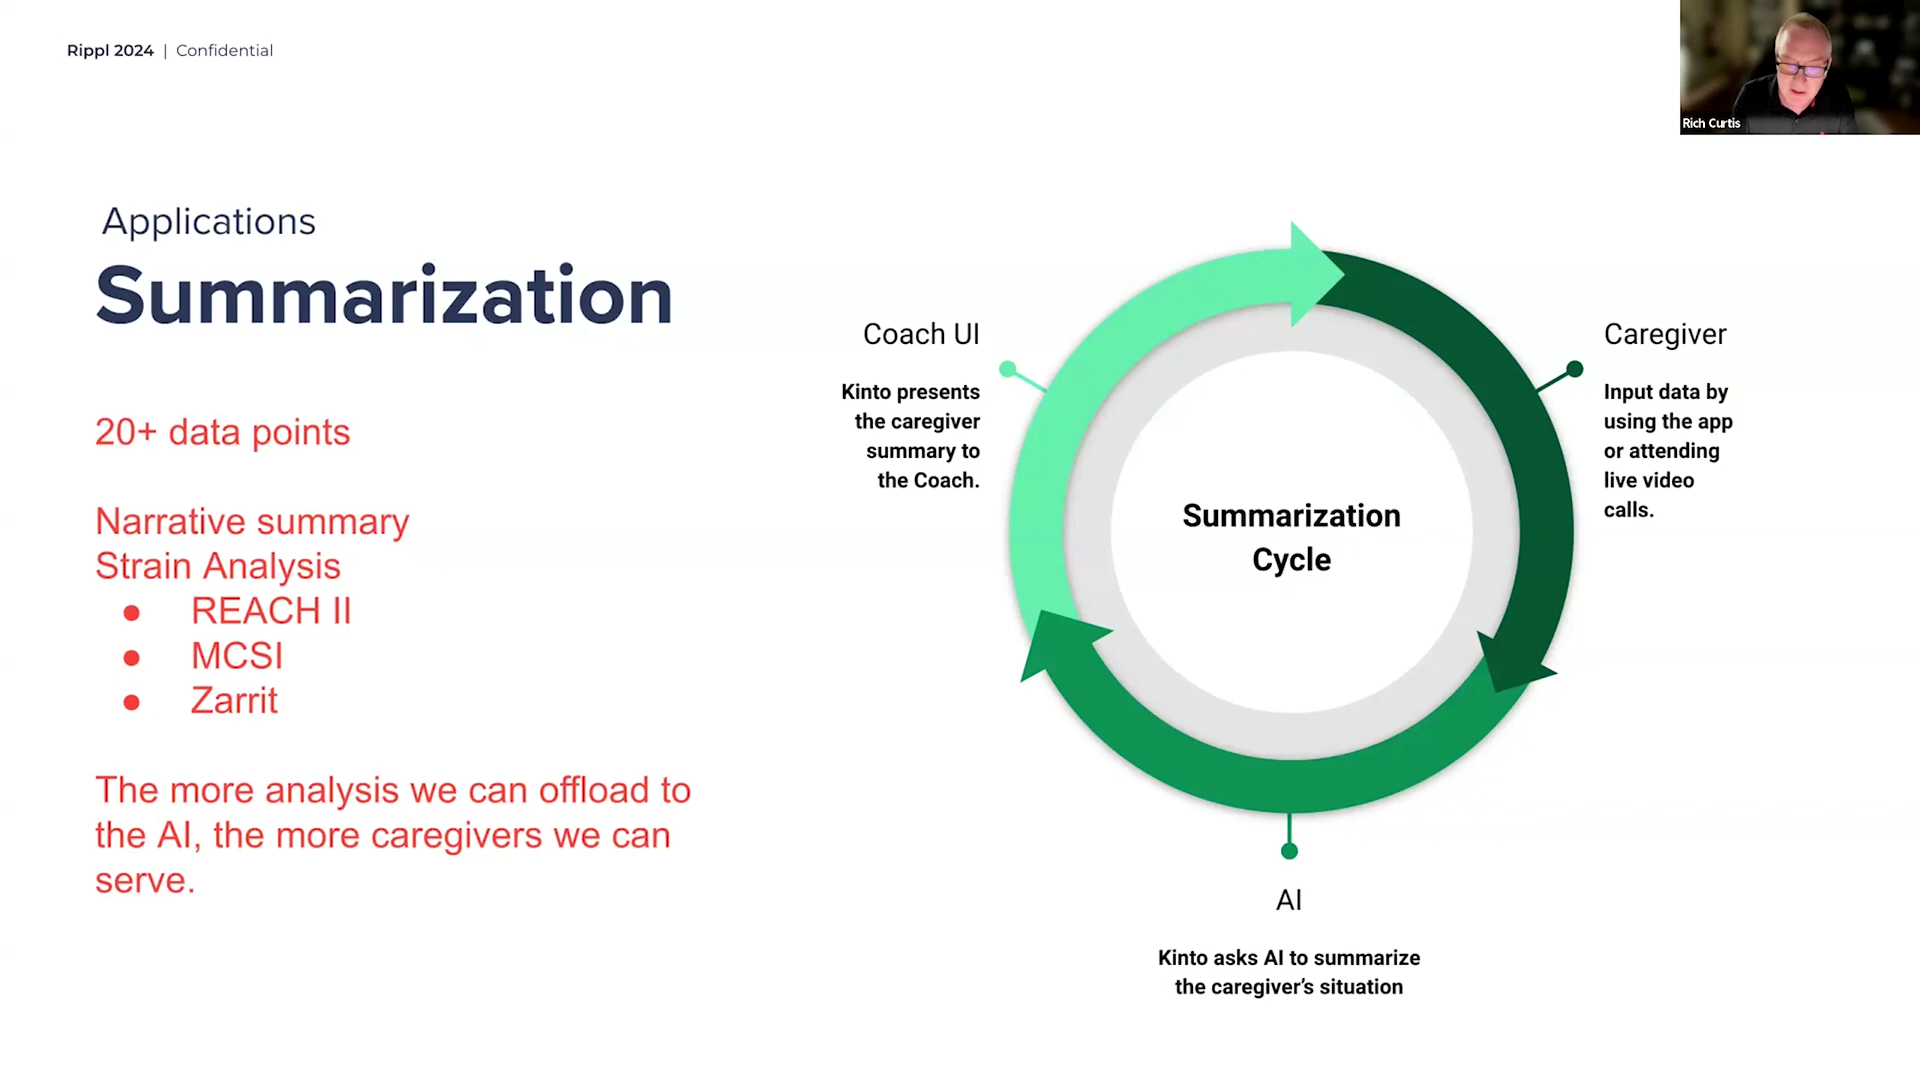 Rippl 2024 | Confidential
Rich Curtis
Applications
Summarization
20+ data points
Narrative summary
Strain Analysis
● REACH II
● MCSI
● Zarrit
The more analysis we can offload to
the AI, the more caregivers we can
serve.
Coach UI
Kinto presents
the caregiver
summary to
the Coach.
Summarization
Cycle
Caregiver
Input data by
using the app
or attending
live video
calls.
AI
Kinto asks AI to summarize
the caregiver's situation